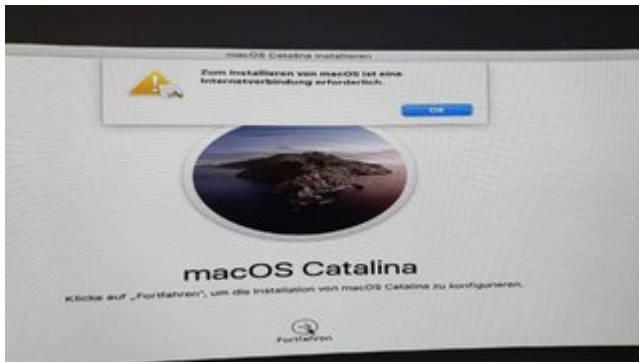 macOS Catalina installieren
Zum Installieren von macOS ist eine
Internetverbindung erforderlich.
OK
macOS Catalina
Klicke auf „Fortfahren“, um die Installation von macOS Catalina zu konfigurieren.
Fortfahren